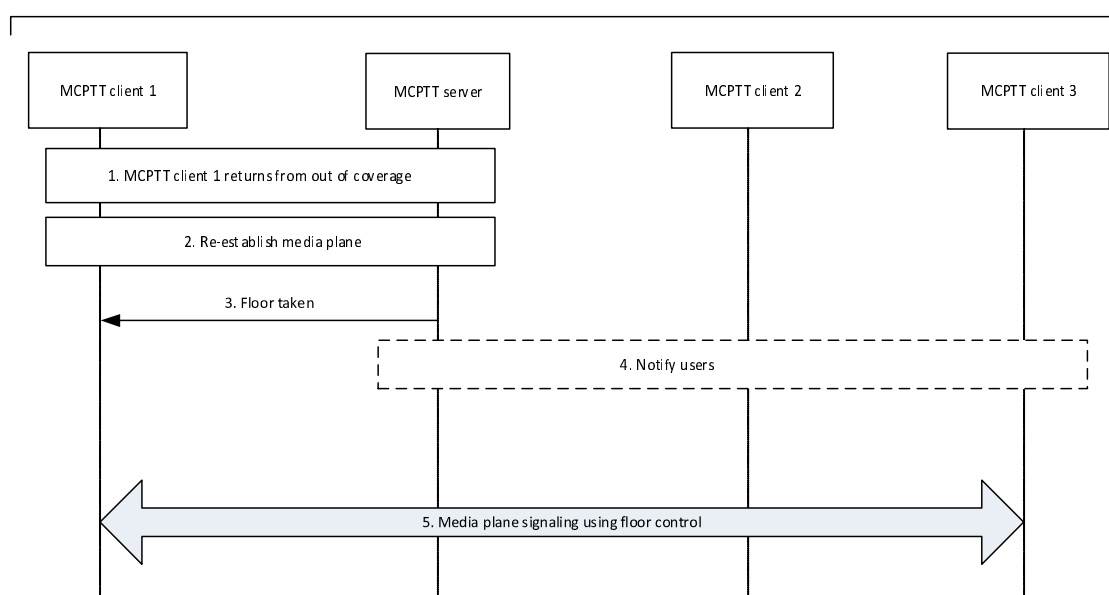 MCPTT client 1
MCPTT server
MCPTT client 2
MCPTT client 3
1. MCPTT client 1 returns from out of coverage
2. Re-establish media plane
3. Floor taken
4. Notify users
5. Media plane signaling using floor control